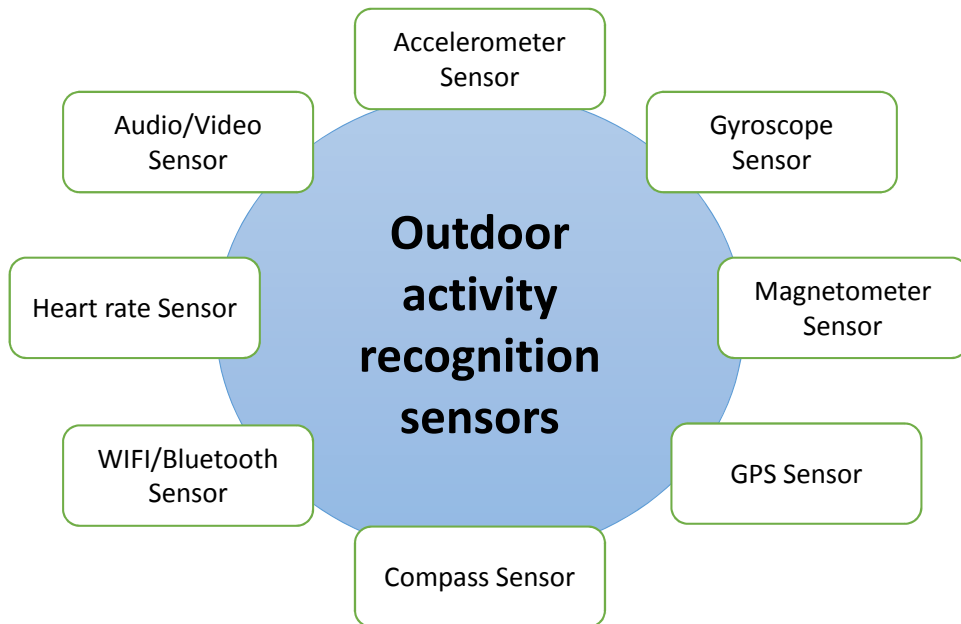 Accelerometer
Sensor
Audio/Video
Sensor
Gyroscope
Sensor
Outdoor
activity
recognition
sensors
Heart rate Sensor
Magnetometer
Sensor
WIFI/Bluetooth
Sensor
GPS Sensor
Compass Sensor